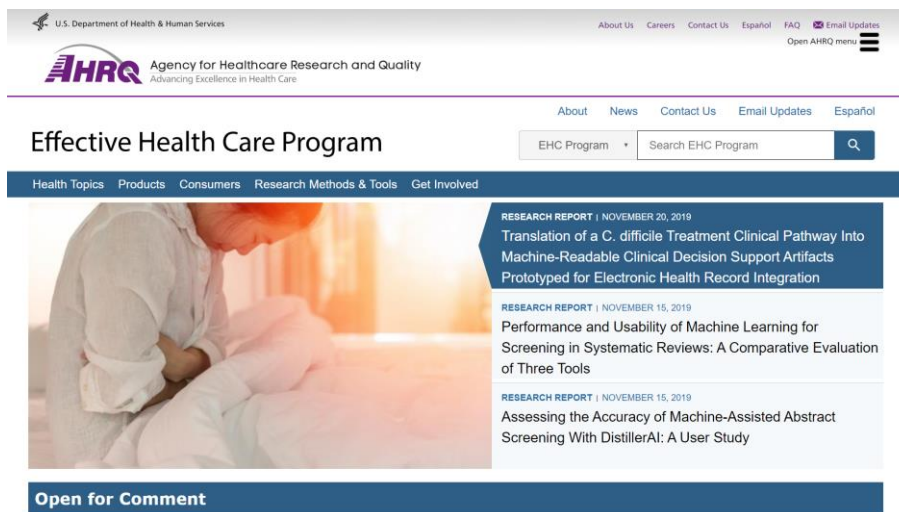 U.S. Department of Health & Human Services
About Us Careers Contact Us Español FAQ Email Updates
Open AHRQ menu
AHRQ
Agency for Healthcare Research and Quality
Advancing Excellence in Health Care
About News Contact Us Email Updates Español
Effective Health Care Program
EHC Program
Search EHC Program
Health Topics Products Consumers Research Methods & Tools Get Involved
RESEARCH REPORT | NOVEMBER 20, 2019
Translation of a C. difficile Treatment Clinical Pathway Into
Machine-Readable Clinical Decision Support Artifacts
Prototyped for Electronic Health Record Integration
RESEARCH REPORT | NOVEMBER 15, 2019
Performance and Usability of Machine Learning for
Screening in Systematic Reviews: A Comparative Evaluation
of Three Tools
RESEARCH REPORT | NOVEMBER 15, 2019
Assessing the Accuracy of Machine-Assisted Abstract
Screening With DistillerAI: A User Study
Open for Comment